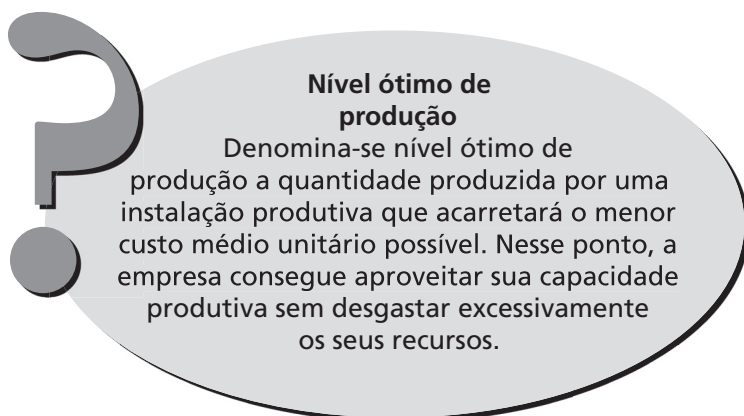 Nível ótimo de
produção
Denomina-se nível ótimo de
produção a quantidade produzida por uma
instalação produtiva que acarretará o menor
custo médio unitário possível. Nesse ponto, a
empresa consegue aproveitar sua capacidade
produtiva sem desgastar excessivamente
os seus recursos.